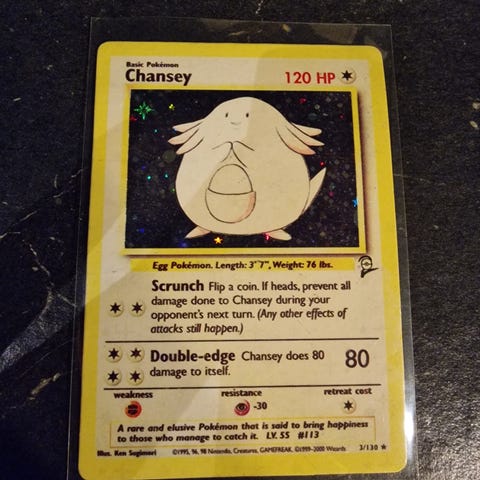 Basic Pokémon
Chansey 120 HP
Egg Pokémon. Length: 3' 7", Weight: 76 lbs.
Scrunch Flip a coin. If heads, prevent all
damage done to Chansey during your
opponent's next turn. (Any other effects of
attacks still happen.)
Double-edge Chansey does 80
damage to itself.
80
weakness resistance retreat cost
-30
A rare and elusive Pokémon that is said to bring happiness
to those who manage to catch it. LV. 55 #113
Illus. Ken Sugimori ©1995, 96, 98 Nintendo, Creatures, GAMEFREAK. ©1999-2000 Wizards. 3/130